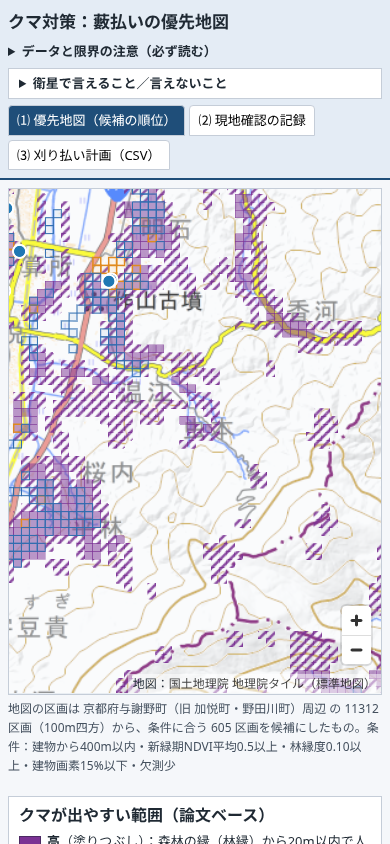 クマ対策：藪払いの優先地図
▶ データと限界の注意（必ず読む）
▶ 衛星で言えること／言えないこと
⑴ 優先地図（候補の順位）
⑵ 現地確認の記録
⑶ 刈り払い計画（CSV）
石
算所
作山古墳
香河
温江
桜内
林
すぎ
豆貴
+
−
地図：国土地理院 地理院タイル（標準地図）
地図の区画は 京都府与謝野町（旧 加悦町・野田川町）周辺 の 11312
区画（100m四方）から、条件に合う 605 区画を候補にしたもの。条
件：建物から400m以内・新緑期NDVI平均0.5以上・林縁度0.10以
上・建物画素15%以下・欠測少
クマが出やすい範囲（論文ベース）
高（塗りつぶし）：森林の縁（林縁）から20m以内で人